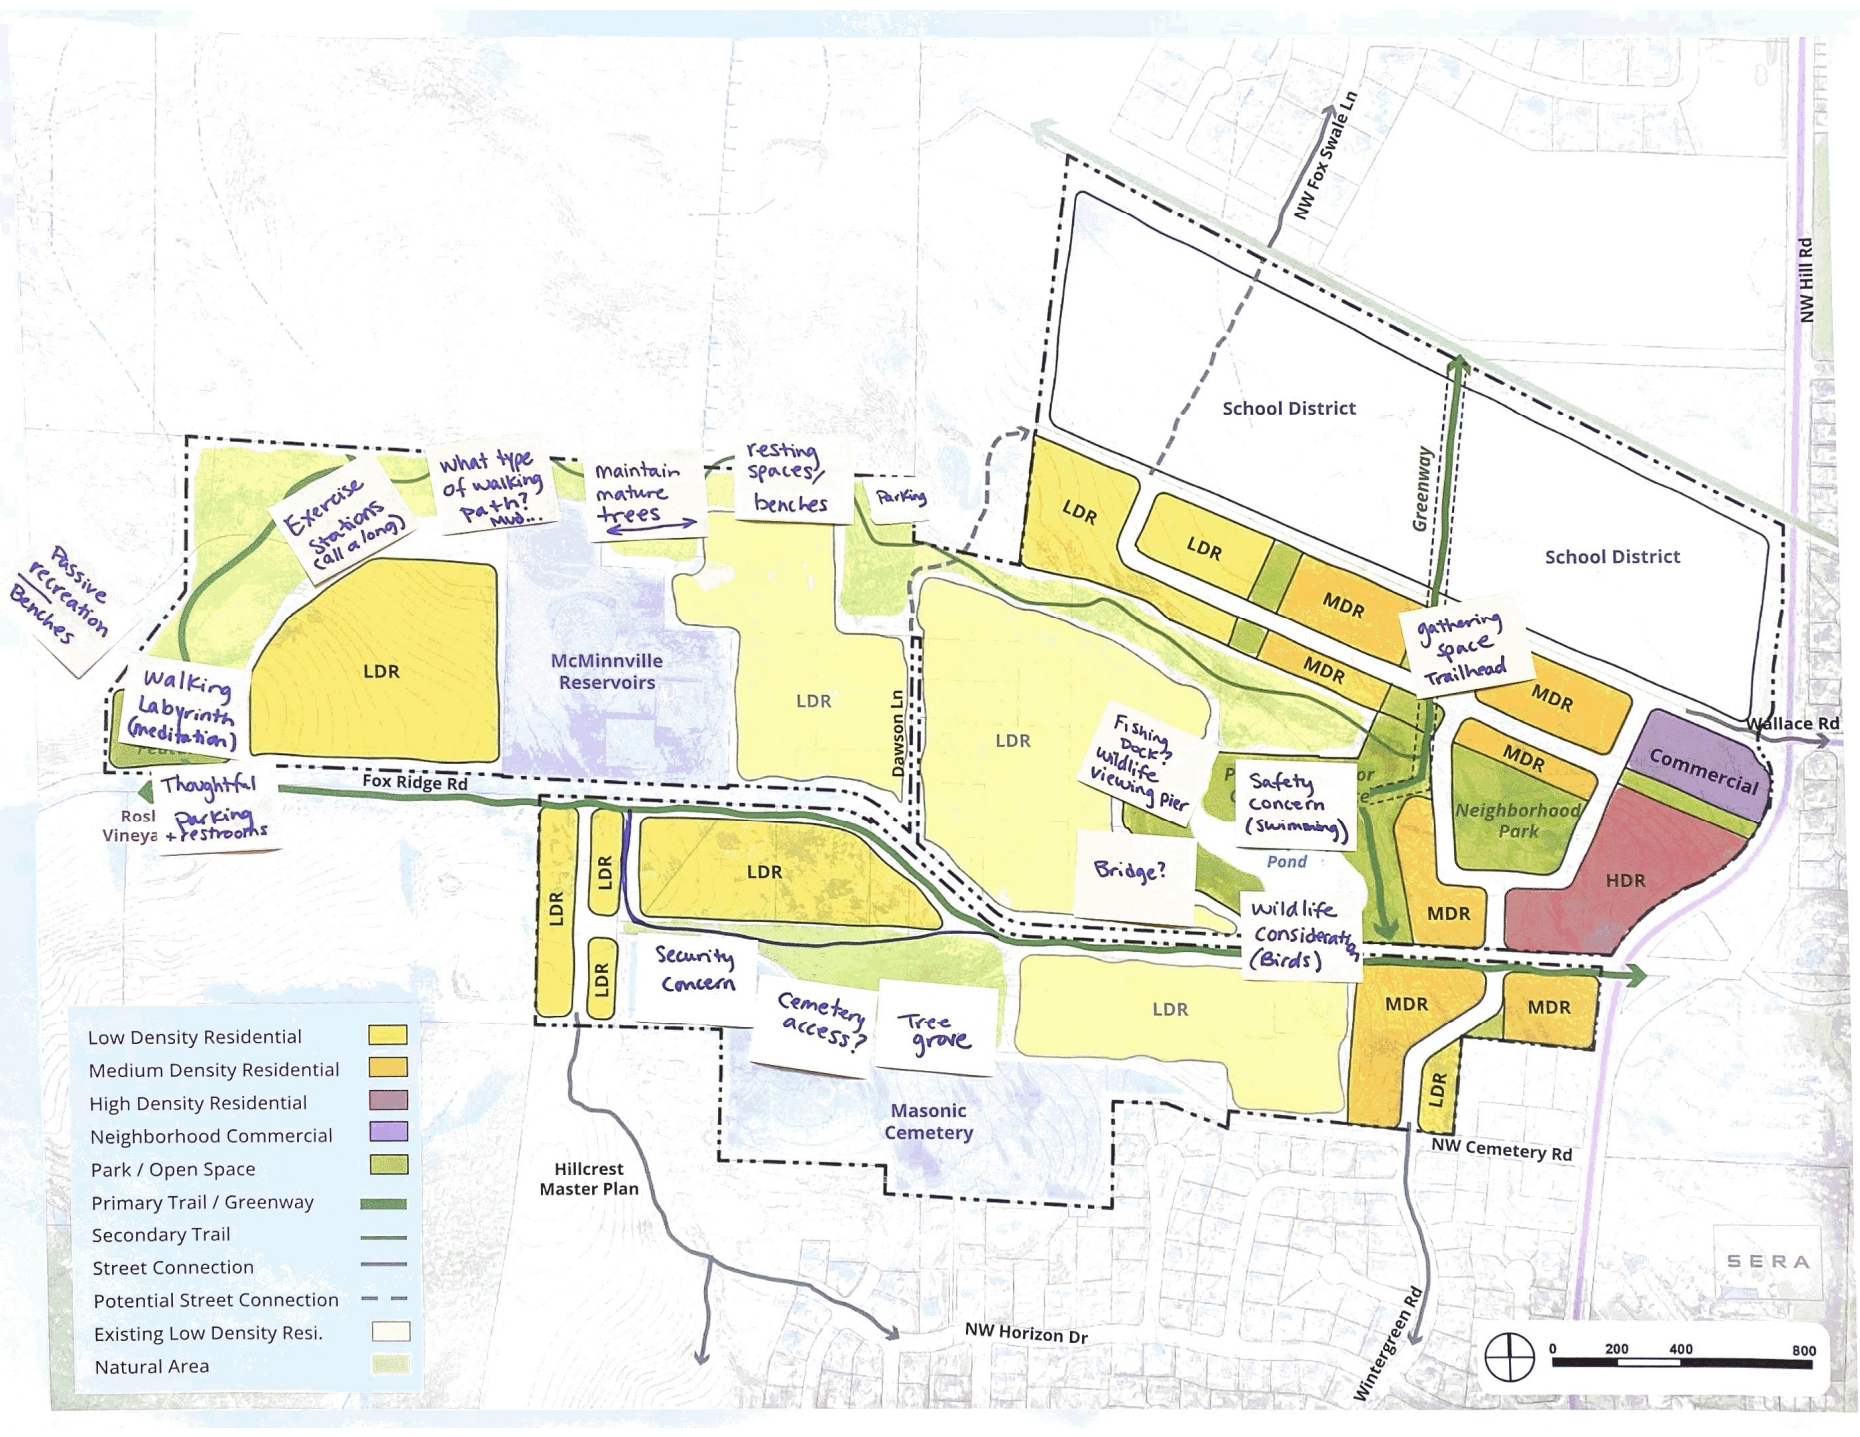 NW Fox Swale Ln
NW Hill Rd
School District
Greenway
School District
what type
of walking
path?
Mud...
maintain
mature
trees
resting
spaces/
benches
Parking
Exercise
Stations
(all along)
Passive
recreation
Benches
LDR
LDR
MDR
MDR
gathering
space
Trailhead
MDR
Wallace Rd
Commercial
MDR
Neighborhood
Park
HDR
MDR
Walking
Labyrinth
(meditation)
LDR
McMinnville
Reservoirs
LDR
Dawson Ln
LDR
Fishing
Dock?
wildlife
viewing pier
Safety
concern
(swimming)
Pond
Bridge?
Wildlife
Consideration
(Birds)
Thoughtful
parking
+ restrooms
Fox Ridge Rd
LDR
LDR
LDR
LDR
Security
Concern
Cemetery
access?
Tree
grove
LDR
MDR
MDR
LDR
NW Cemetery Rd
Masonic
Cemetery
Hillcrest
Master Plan
NW Horizon Dr
Wintergreen Rd
Low Density Residential
Medium Density Residential
High Density Residential
Neighborhood Commercial
Park / Open Space
Primary Trail / Greenway
Secondary Trail
Street Connection
Potential Street Connection
Existing Low Density Resi.
Natural Area
SERA
0 200 400 800